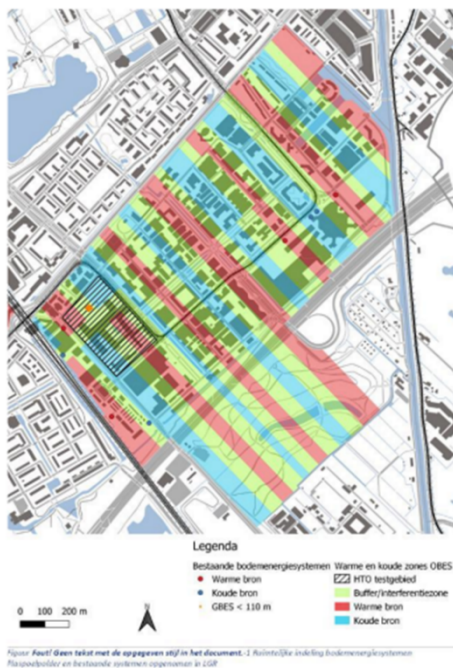 Legenda
Bestaande bodemenergiesystemen Warme en koude zones OBES
Warme bron
Koude bron
GBES < 110 m
HTO testgebied
Buffer/interferentiezone
Warme bron
Koude bron
0 100 200 m
N
Figuur Fout! Geen tekst met de opgegeven stijl in het document.-1 Ruimtelijke indeling bodemenergiesystemen
Plaspoelpolder en bestaande systemen opgenomen in LGR